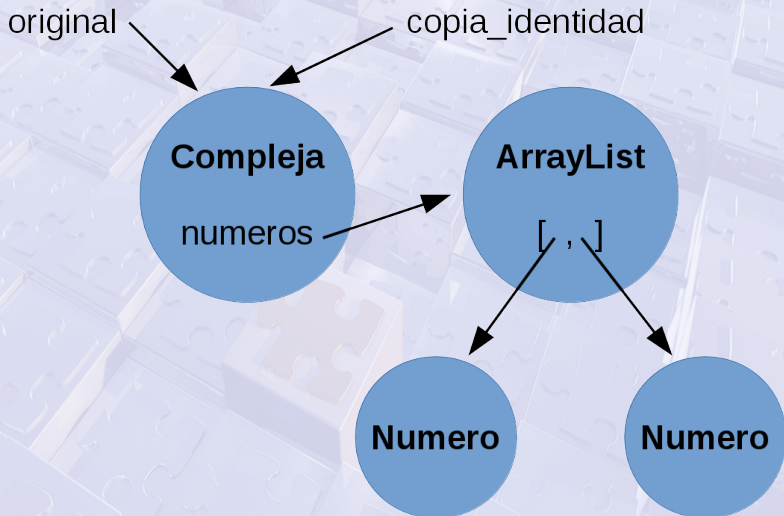 original
copia_identidad
Compleja
ArrayList
numeros
[ , ]
Numero
Numero